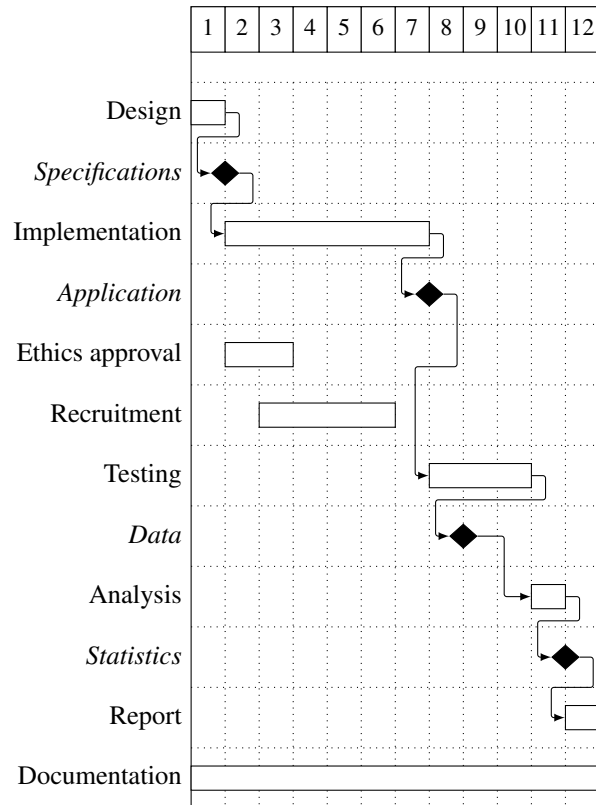 1 2 3 4 5 6 7 8 9 10 11 12
Design
Specifications
Implementation
Application
Ethics approval
Recruitment
Testing
Data
Analysis
Statistics
Report
Documentation